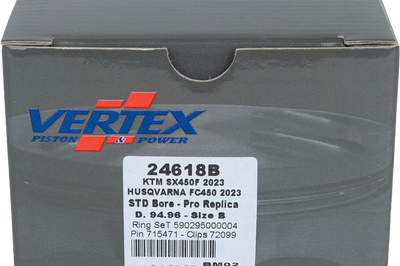 VERTEX
PISTON & POWER
24618B
KTM SX450F 2023
HUSQVARNA FC450 2023
STD Bore - Pro Replica
D. 94.96 - Size B
Ring SeT 590295000004
Pin 715471 - Clips 72099